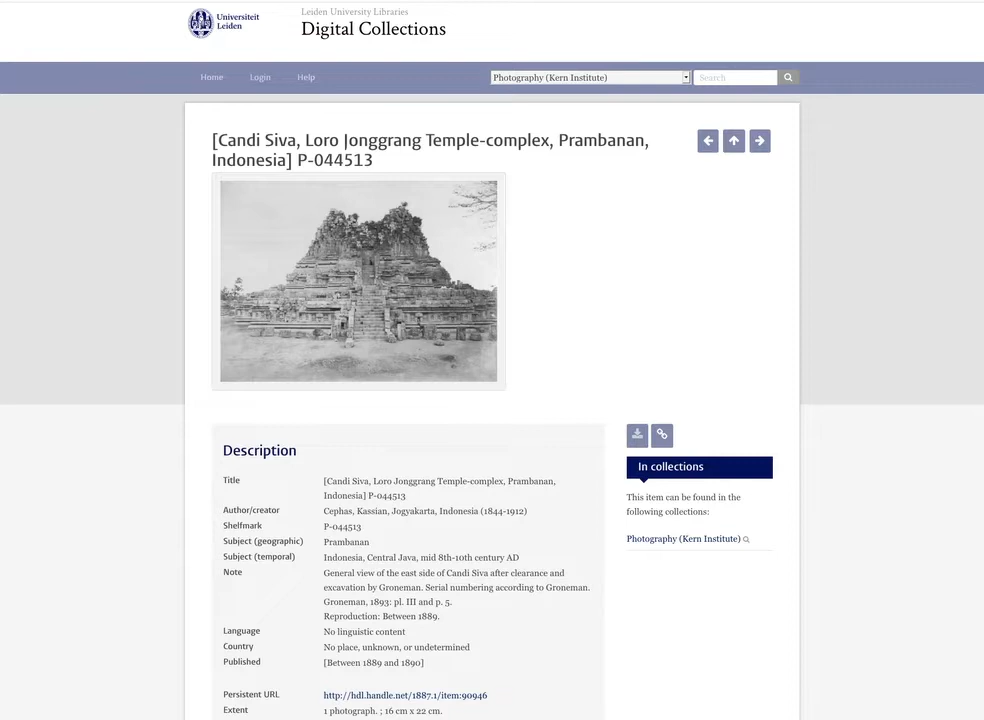 Universiteit
Leiden
Leiden University Libraries
Digital Collections
Home Login Help
Photography (Kern Institute)
Search
[Candi Siva, Loro Jonggrang Temple-complex, Prambanan,
Indonesia] P-044513
Description
Title [Candi Siva, Loro Jonggrang Temple-complex, Prambanan,
Indonesia] P-044513
Author/creator Cephas, Kassian, Jogyakarta, Indonesia (1844-1912)
Shelfmark P-044513
Subject (geographic) Prambanan
Subject (temporal) Indonesia, Central Java, mid 8th-10th century AD
Note General view of the east side of Candi Siva after clearance and
excavation by Groneman. Serial numbering according to Groneman.
Groneman, 1893: pl. III and p. 5.
Reproduction: Between 1889.
Language No linguistic content
Country No place, unknown, or undetermined
Published [Between 1889 and 1890]
Persistent URL http://hdl.handle.net/1887.1/item:90946
Extent 1 photograph. ; 16 cm x 22 cm.
In collections
This item can be found in the
following collections:
Photography (Kern Institute)